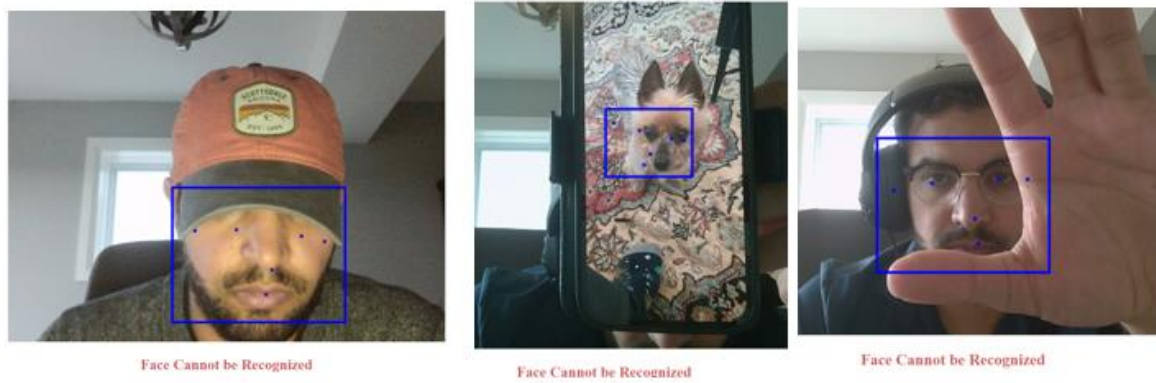 SCOTTSDALE
ARIZONA
EST. 1894
Face Cannot be Recognized
Face Cannot be Recognized
Face Cannot be Recognized